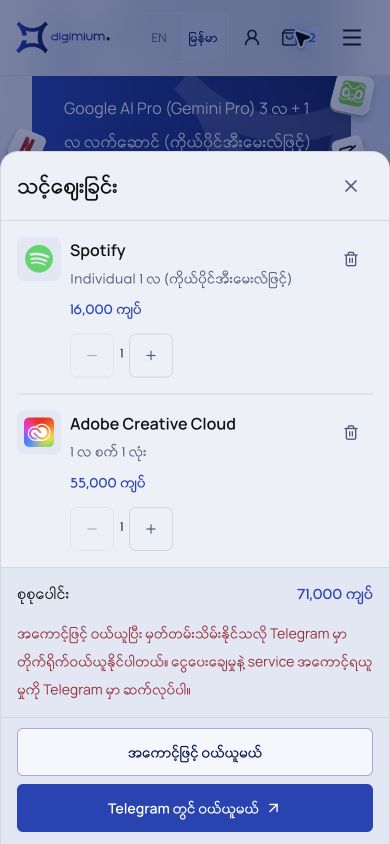 digimium.
EN
မြန်မာ
2
Google AI Pro (Gemini Pro) 3 လ + 1
လ လက်ဆောင် (ကိုယ်ပိုင်အီးမေးလ်ဖြင့်)
သင့်ဈေးခြင်း
Spotify
Individual 1 လ (ကိုယ်ပိုင်အီးမေးလ်ဖြင့်)
16,000 ကျပ်
− 1 +
Adobe Creative Cloud
1 လ စက် 1 လုံး
55,000 ကျပ်
− 1 +
စုစုပေါင်း
71,000 ကျပ်
အကောင့်ဖြင့် ဝယ်ယူပြီး မှတ်တမ်းသိမ်းနိုင်သလို Telegram မှာ
တိုက်ရိုက်ဝယ်ယူနိုင်ပါတယ်။ ငွေပေးချေမှုနဲ့ service အကောင့်ရယူ
မှုကို Telegram မှာ ဆက်လုပ်ပါ။
အကောင့်ဖြင့် ဝယ်ယူမယ်
Telegram တွင် ဝယ်ယူမယ်